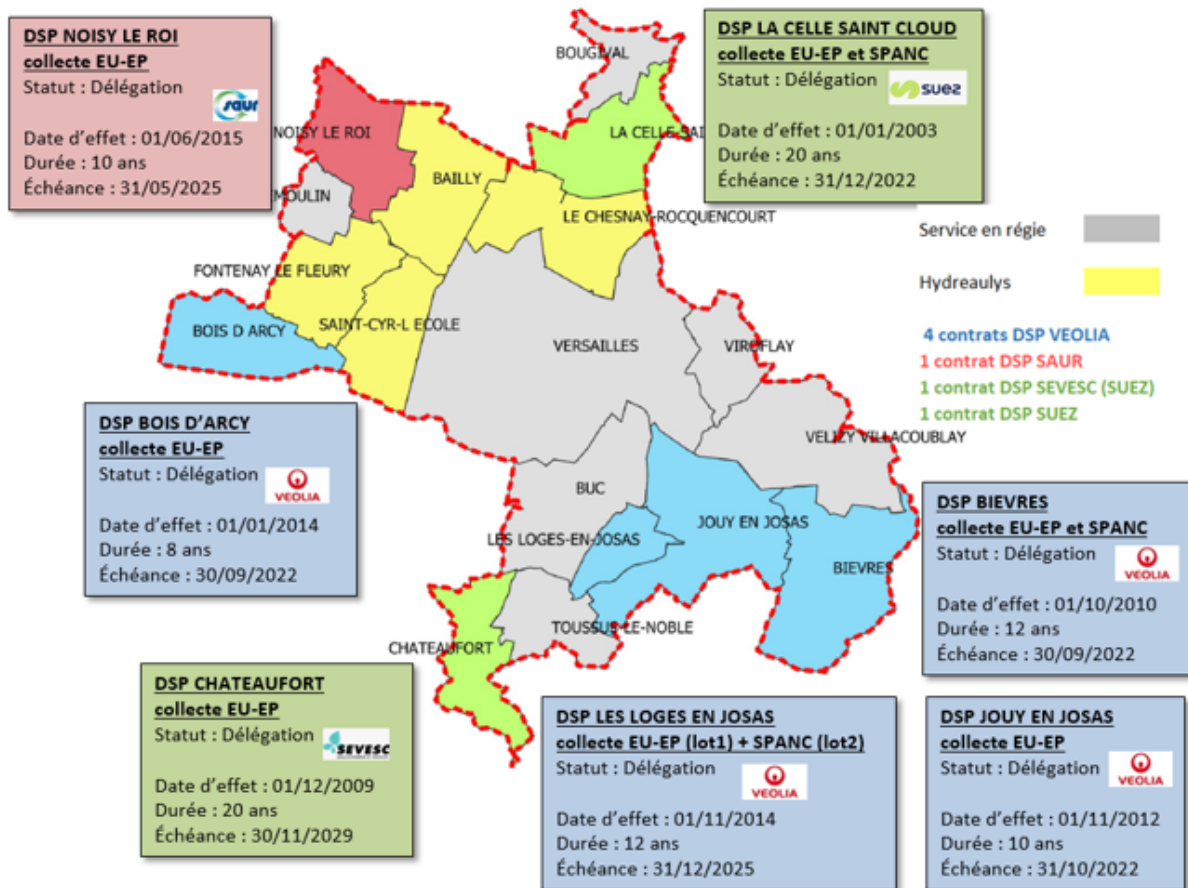 DSP NOISY LE ROI
collecte EU-EP
Statut : Délégation
saur
Date d'effet : 01/06/2015
Durée : 10 ans
Échéance : 31/05/2025
DSP LA CELLE SAINT CLOUD
collecte EU-EP et SPANC
Statut : Délégation
suez
Date d'effet : 01/01/2003
Durée : 20 ans
Échéance : 31/12/2022
BOUGIVAL
NOISY LE ROI
LA CELLE-SAI
BAILLY
EMOULIN
LE CHESNAY-ROCQUENCOURT
FONTENAY LE FLEURY
SAINT-CYR-L ECOLE
BOIS D ARCY
VERSAILLES
VIROFLAY
VELIZY VILLACOUBLAY
BUC
JOUY EN JOSAS
LES LOGES-EN-JOSAS
BIEVRES
TOUSSUS-LE-NOBLE
CHATEAUFORT
Service en régie
Hydreaulys
4 contrats DSP VEOLIA
1 contrat DSP SAUR
1 contrat DSP SEVESC (SUEZ)
1 contrat DSP SUEZ
DSP BOIS D'ARCY
collecte EU-EP
Statut : Délégation
VEOLIA
Date d'effet : 01/01/2014
Durée : 8 ans
Échéance : 30/09/2022
DSP BIEVRES
collecte EU-EP et SPANC
Statut : Délégation
VEOLIA
Date d'effet : 01/10/2010
Durée : 12 ans
Échéance : 30/09/2022
DSP CHATEAUFORT
collecte EU-EP
Statut : Délégation
SEVESC
Date d'effet : 01/12/2009
Durée : 20 ans
Échéance : 30/11/2029
DSP LES LOGES EN JOSAS
collecte EU-EP (lot1) + SPANC (lot2)
Statut : Délégation
VEOLIA
Date d'effet : 01/11/2014
Durée : 12 ans
Échéance : 31/12/2025
DSP JOUY EN JOSAS
collecte EU-EP
Statut : Délégation
VEOLIA
Date d'effet : 01/11/2012
Durée : 10 ans
Échéance : 31/10/2022